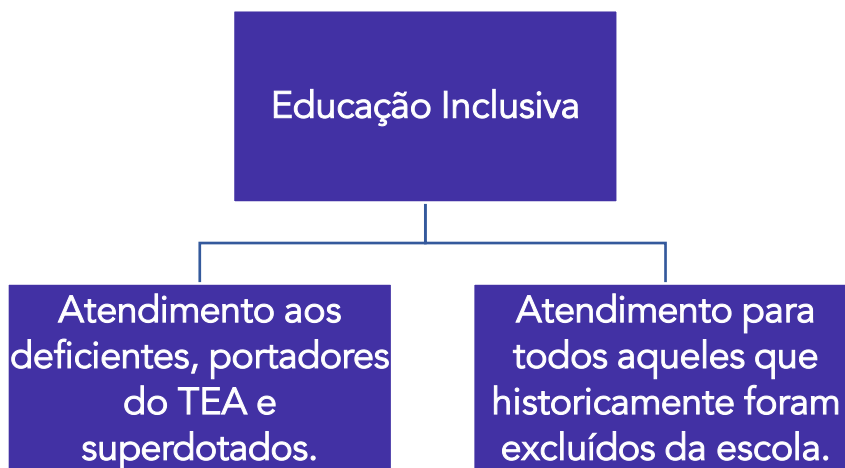 Educação Inclusiva
Atendimento aos
deficientes, portadores
do TEA e
superdotados.
Atendimento para
todos aqueles que
historicamente foram
excluídos da escola.